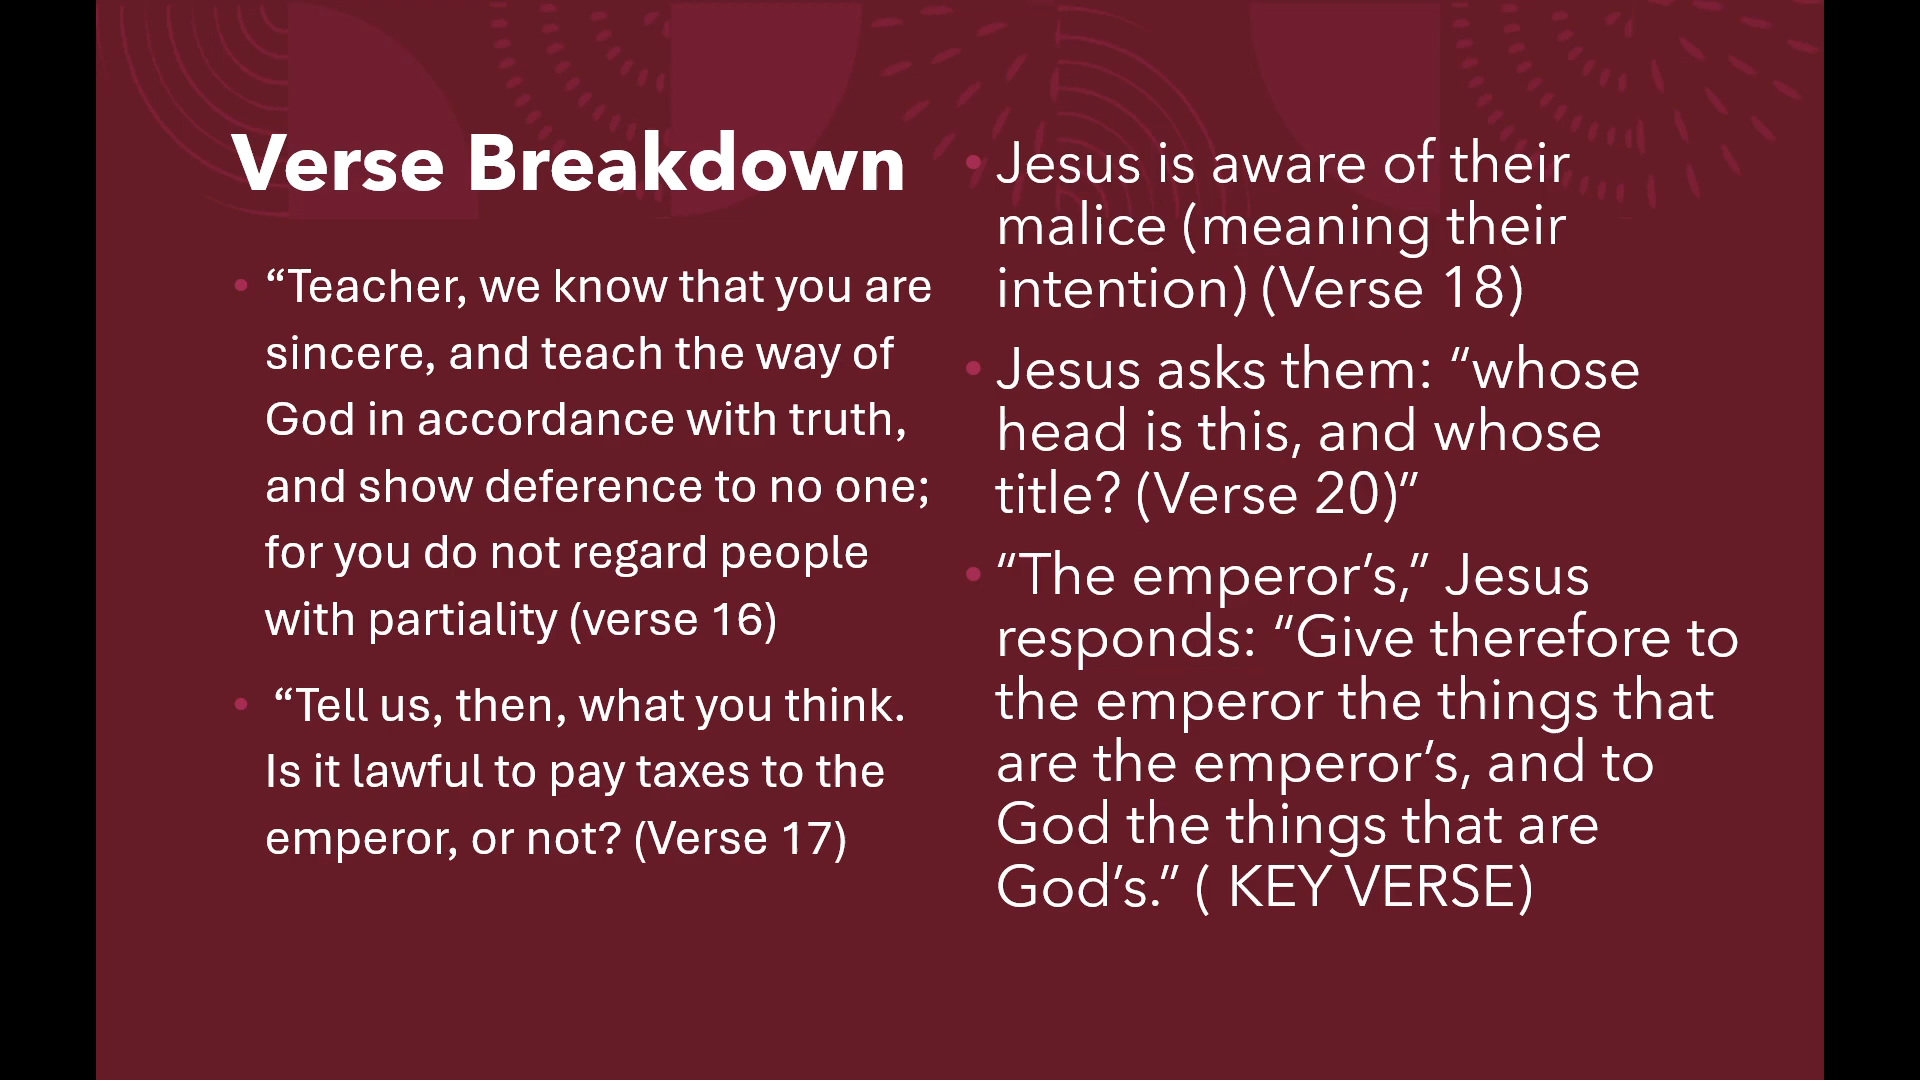 Verse Breakdown
• “Teacher, we know that you are
sincere, and teach the way of
God in accordance with truth,
and show deference to no one;
for you do not regard people
with partiality (verse 16)
• “Tell us, then, what you think.
Is it lawful to pay taxes to the
emperor, or not? (Verse 17)
• Jesus is aware of their
malice (meaning their
intention) (Verse 18)
• Jesus asks them: “whose
head is this, and whose
title? (Verse 20)”
• “The emperor’s,” Jesus
responds: “Give therefore to
the emperor the things that
are the emperor’s, and to
God the things that are
God’s.” ( KEY VERSE)